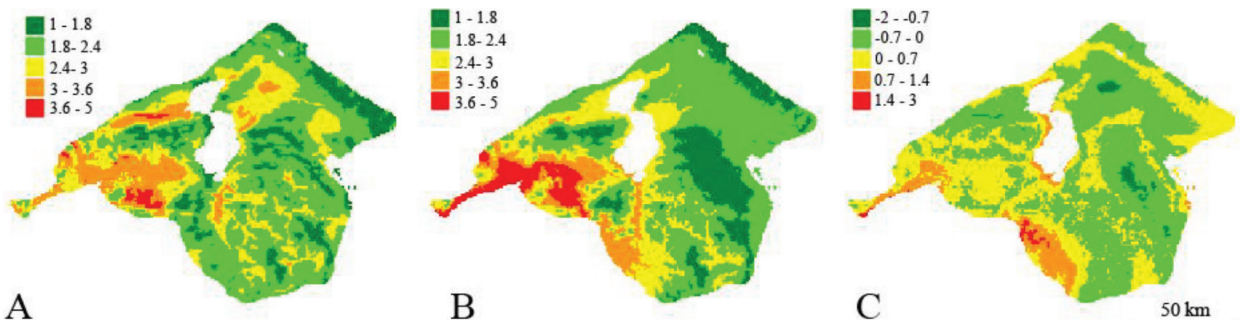 1 - 1.8
1.8- 2.4
2.4- 3
3 - 3.6
3.6 - 5
A
1 - 1.8
1.8- 2.4
2.4- 3
3 - 3.6
3.6 - 5
B
-2 - -0.7
-0.7 - 0
0 - 0.7
0.7 - 1.4
1.4 - 3
C
50 km